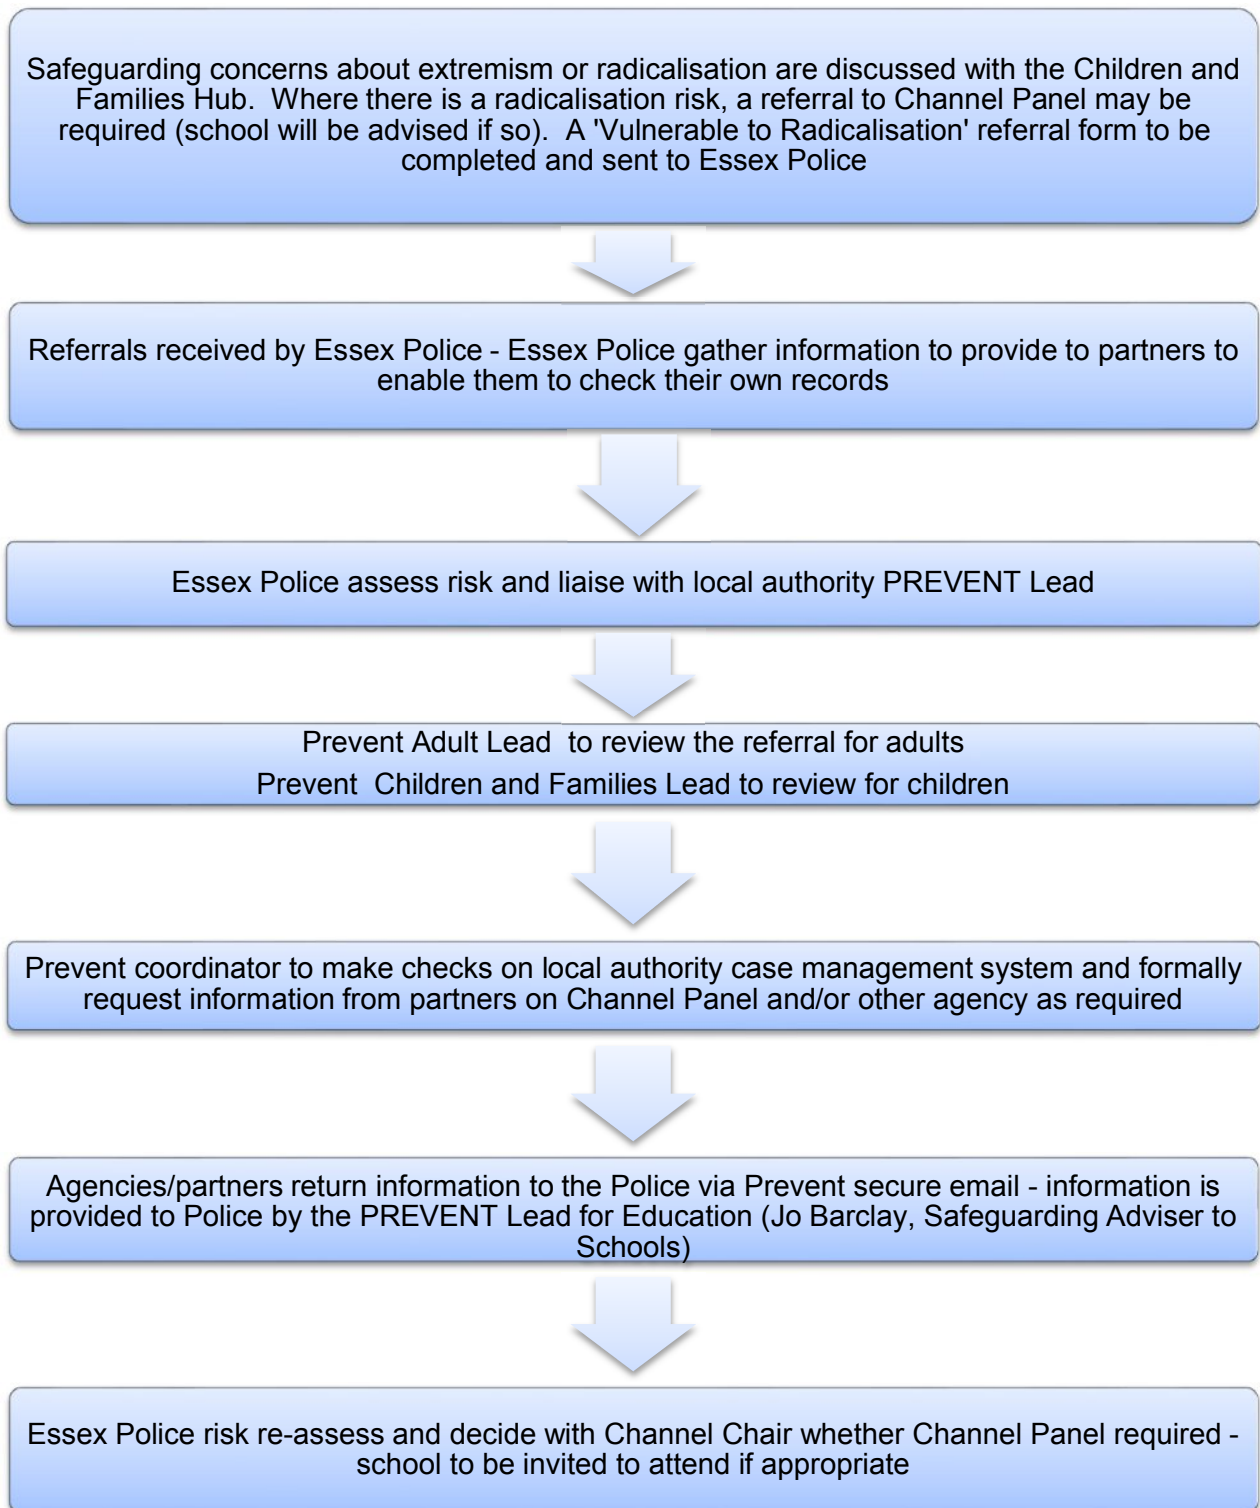 Safeguarding concerns about extremism or radicalisation are discussed with the Children and
Families Hub.  Where there is a radicalisation risk, a referral to Channel Panel may be
required (school will be advised if so).  A 'Vulnerable to Radicalisation' referral form to be
completed and sent to Essex Police
Referrals received by Essex Police - Essex Police gather information to provide to partners to
enable them to check their own records
Essex Police assess risk and liaise with local authority PREVENT Lead
Prevent Adult Lead  to review the referral for adults
Prevent  Children and Families Lead to review for children
Prevent coordinator to make checks on local authority case management system and formally
request information from partners on Channel Panel and/or other agency as required
Agencies/partners return information to the Police via Prevent secure email - information is
provided to Police by the PREVENT Lead for Education (Jo Barclay, Safeguarding Adviser to
Schools)
Essex Police risk re-assess and decide with Channel Chair whether Channel Panel required -
school to be invited to attend if appropriate